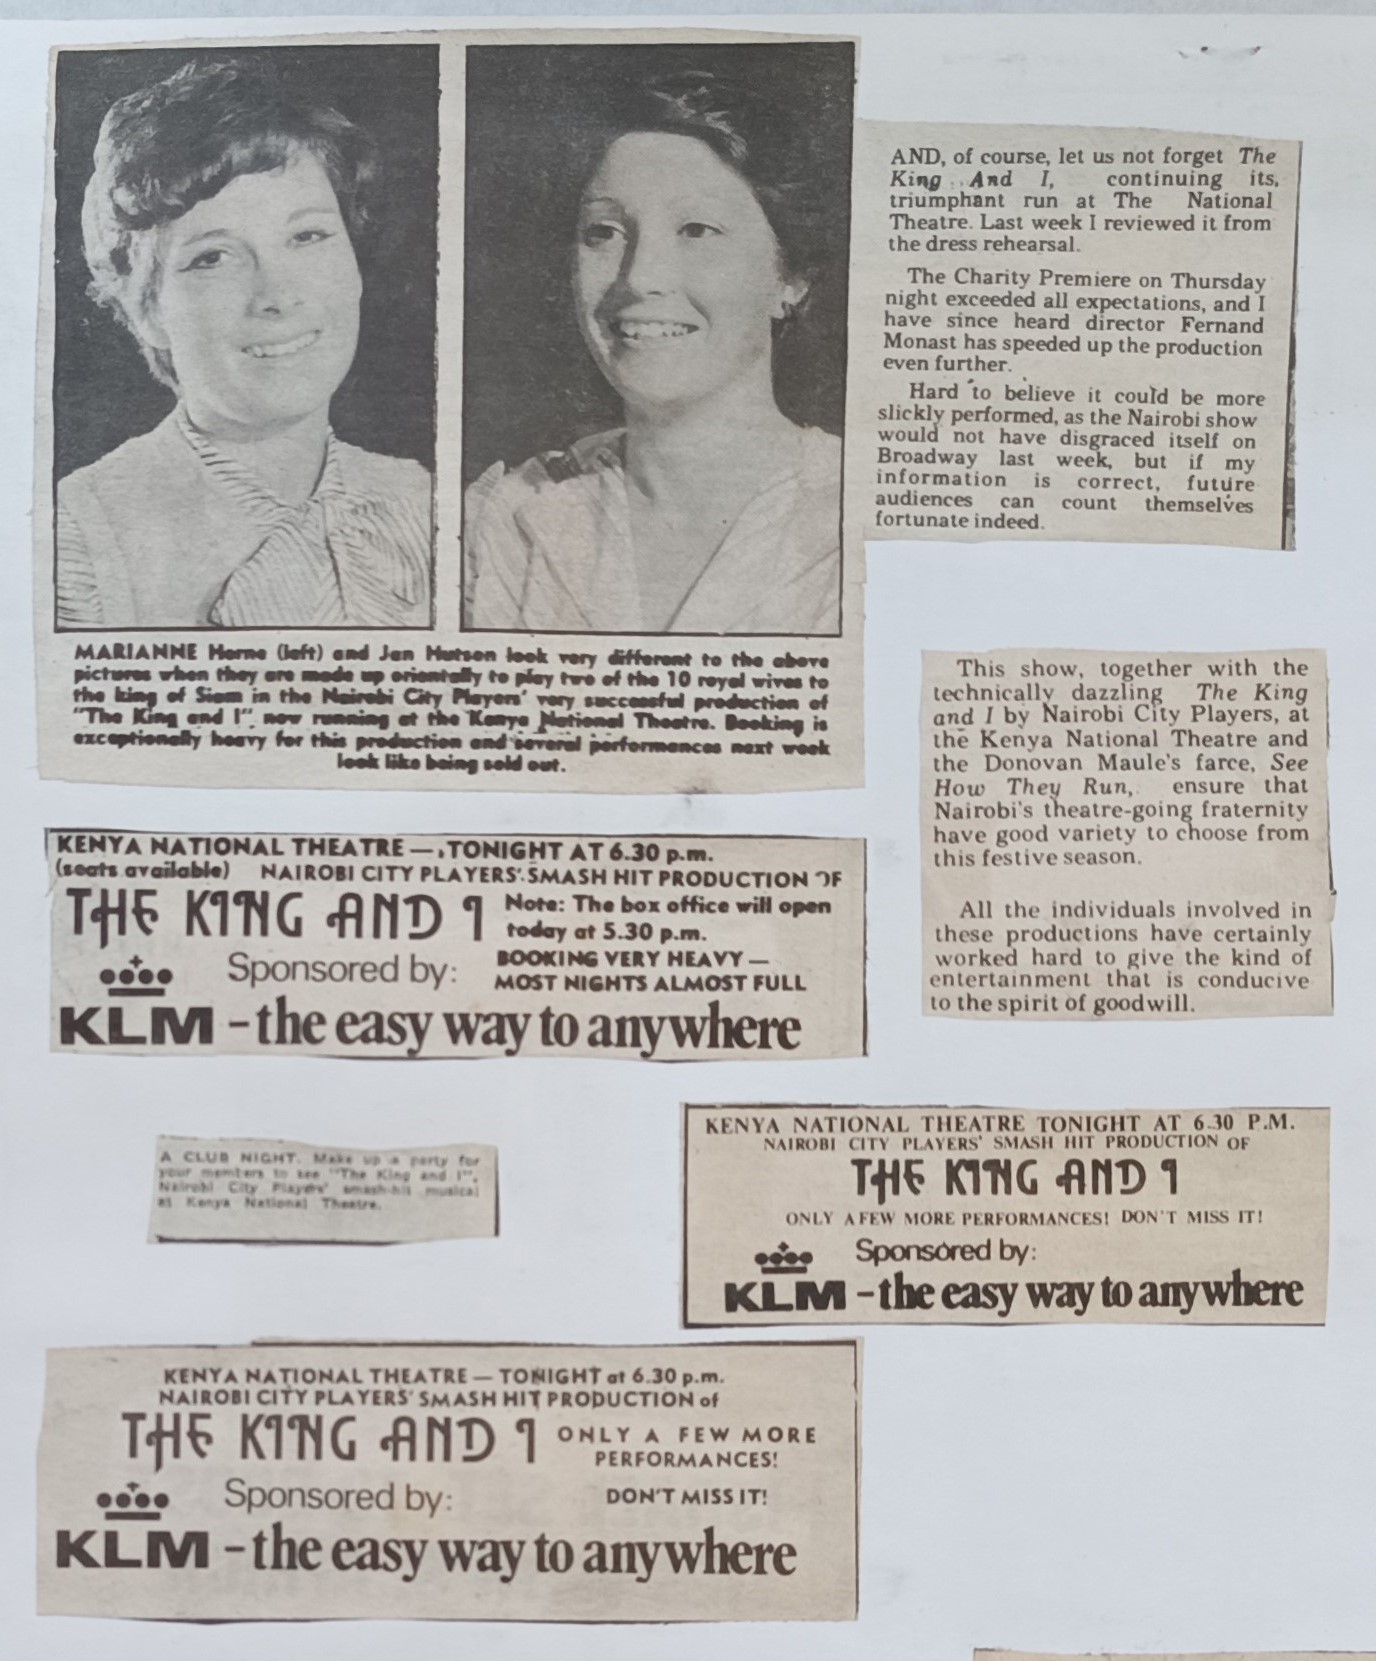 MARIANNE Horne (left) and Jan Hutson look very different to the above
pictures when they are made up orientally to play two of the 10 royal wives to
the king of Siam in the Nairobi City Players' very successful production of
"The King and I", now running at the Kenya National Theatre. Booking is
exceptionally heavy for this production and several performances next week
look like being sold out.
AND, of course, let us not forget The
King And I, continuing its,
triumphant run at The National
Theatre. Last week I reviewed it from
the dress rehearsal.
The Charity Premiere on Thursday
night exceeded all expectations, and I
have since heard director Fernand
Monast has speeded up the production
even further.
Hard to believe it could be more
slickly performed, as the Nairobi show
would not have disgraced itself on
Broadway last week, but if my
information is correct, future
audiences can count themselves
fortunate indeed.
This show, together with the
technically dazzling The King
and I by Nairobi City Players, at
the Kenya National Theatre and
the Donovan Maule's farce, See
How They Run, ensure that
Nairobi's theatre-going fraternity
have good variety to choose from
this festive season.
All the individuals involved in
these productions have certainly
worked hard to give the kind of
entertainment that is conducive
to the spirit of goodwill.
KENYA NATIONAL THEATRE — TONIGHT AT 6.30 p.m.
(seats available) NAIROBI CITY PLAYERS' SMASH HIT PRODUCTION OF
THE KING AND I Note: The box office will open
today at 5.30 p.m.
Sponsored by: BOOKING VERY HEAVY —
MOST NIGHTS ALMOST FULL
KLM – the easy way to anywhere
A CLUB NIGHT. Make up a party for
your members to see "The King and I",
Nairobi City Players' smash-hit musical
at Kenya National Theatre.
KENYA NATIONAL THEATRE TONIGHT AT 6.30 P.M.
NAIROBI CITY PLAYERS' SMASH HIT PRODUCTION OF
THE KING AND I
ONLY A FEW MORE PERFORMANCES! DON'T MISS IT!
Sponsored by:
KLM – the easy way to anywhere
KENYA NATIONAL THEATRE — TONIGHT at 6.30 p.m.
NAIROBI CITY PLAYERS' SMASH HIT PRODUCTION of
THE KING AND I ONLY A FEW MORE
PERFORMANCES!
Sponsored by: DON'T MISS IT!
KLM – the easy way to anywhere